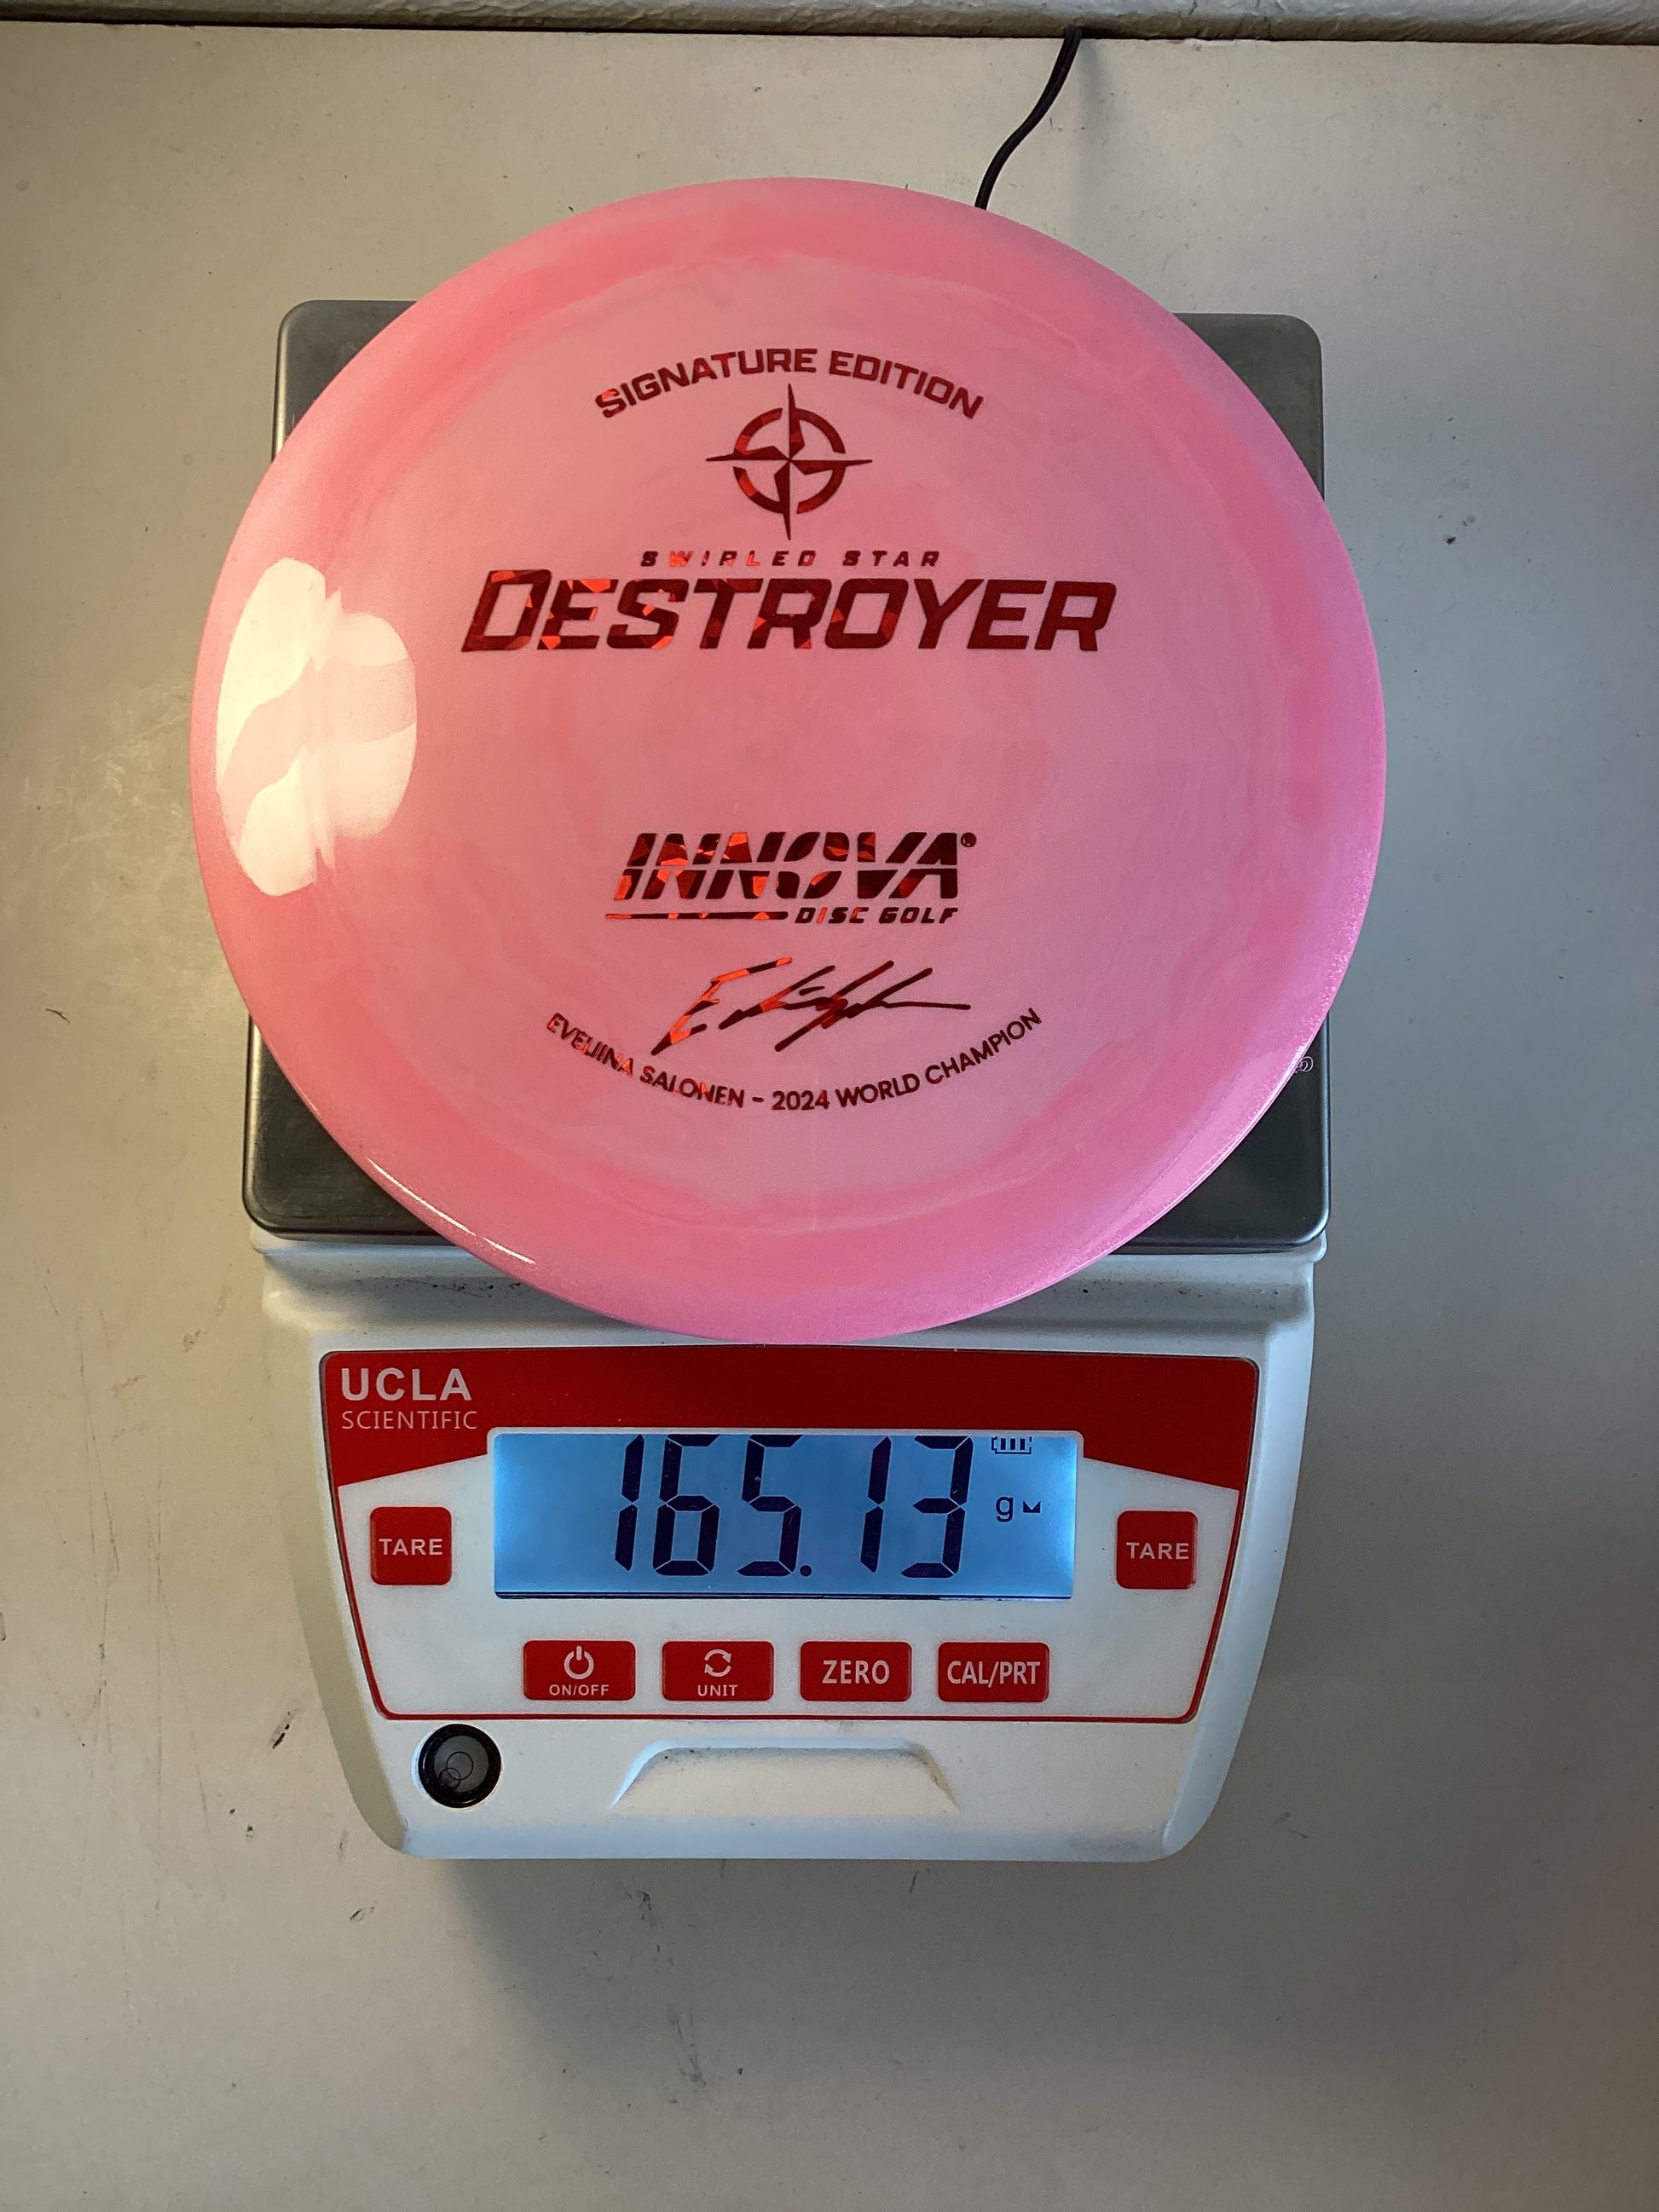 SIGNATURE EDITION
SWIRLED STAR
DESTROYER
INNOVA®
DISC GOLF
EVELIINA SALONEN - 2024 WORLD CHAMPION
UCLA
SCIENTIFIC
165.13 g
TARE
TARE
ON/OFF
UNIT
ZERO
CAL/PRT